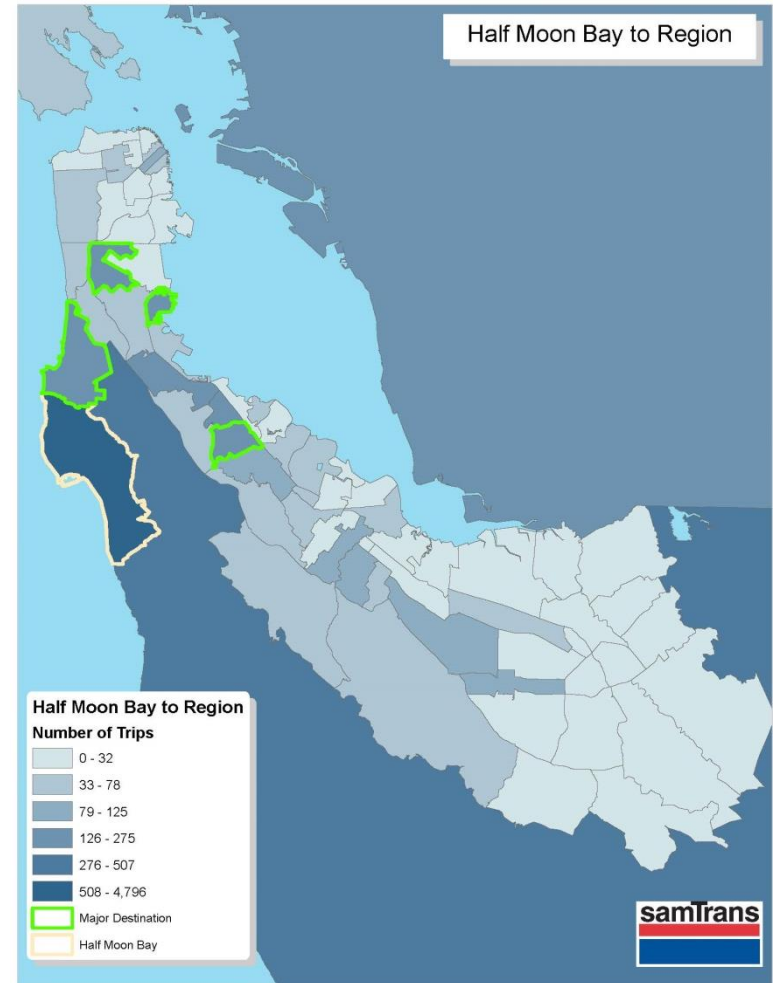 Half Moon Bay to Region
Half Moon Bay to Region
Number of Trips
0 - 32
33 - 78
79 - 125
126 - 275
276 - 507
508 - 4,796
Major Destination
Half Moon Bay
samTrans